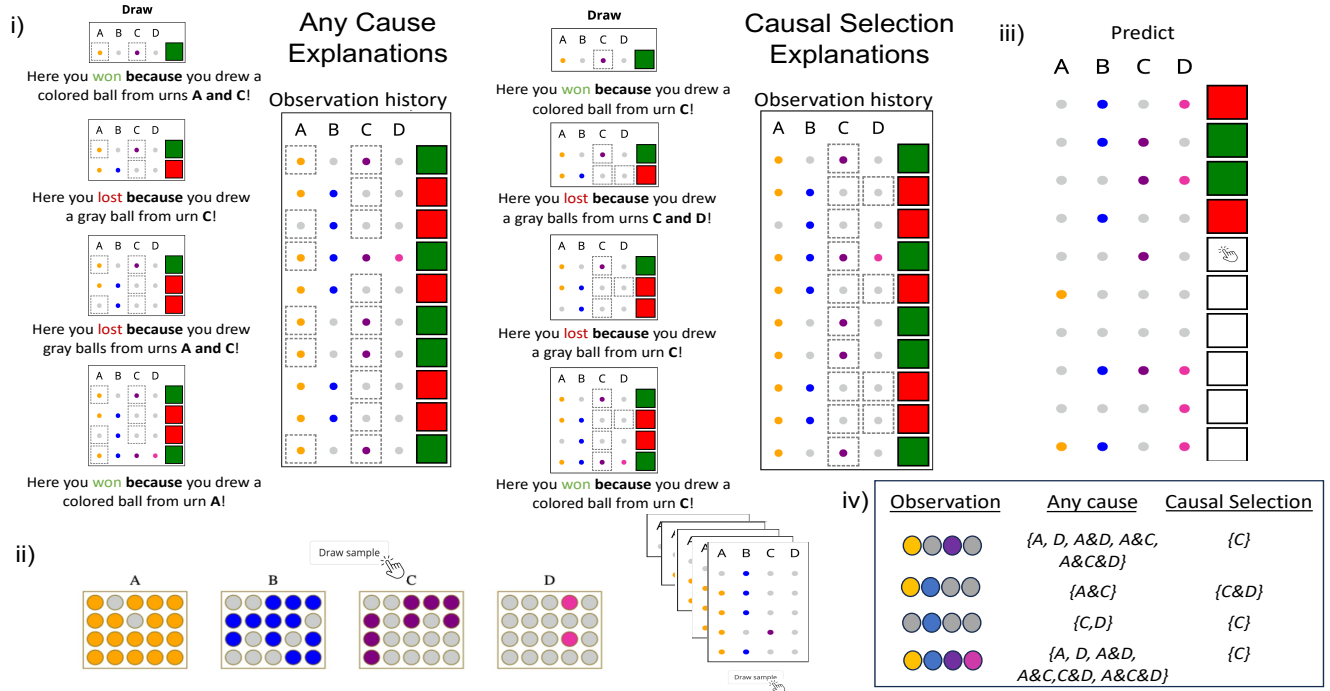 i)
Draw
A B C D
Here you won because you drew a
colored ball from urns A and C!
A B C D
Here you lost because you drew
a gray ball from urn C!
A B C D
Here you lost because you drew
gray balls from urns A and C!
A B C D
Here you won because you drew a
colored ball from urn A!
Any Cause
Explanations
Observation history
A B C D
Draw
A B C D
Here you won because you drew a
colored ball from urn C!
A B C D
Here you lost because you drew
a gray balls from urns C and D!
A B C D
Here you lost because you drew
a gray ball from urn C!
A B C D
Here you won because you drew a
colored ball from urn C!
Causal Selection
Explanations
Observation history
A B C D
iii)
Predict
A B C D
ii)
Draw sample
A B C D
A
A
A
A
A B C D
Draw sample
iv)
Observation Any cause Causal Selection
{A, D, A&D, A&C, {C}
A&C&D}
{A&C} {C&D}
{C,D} {C}
{A, D, A&D, {C}
A&C,C&D, A&C&D}